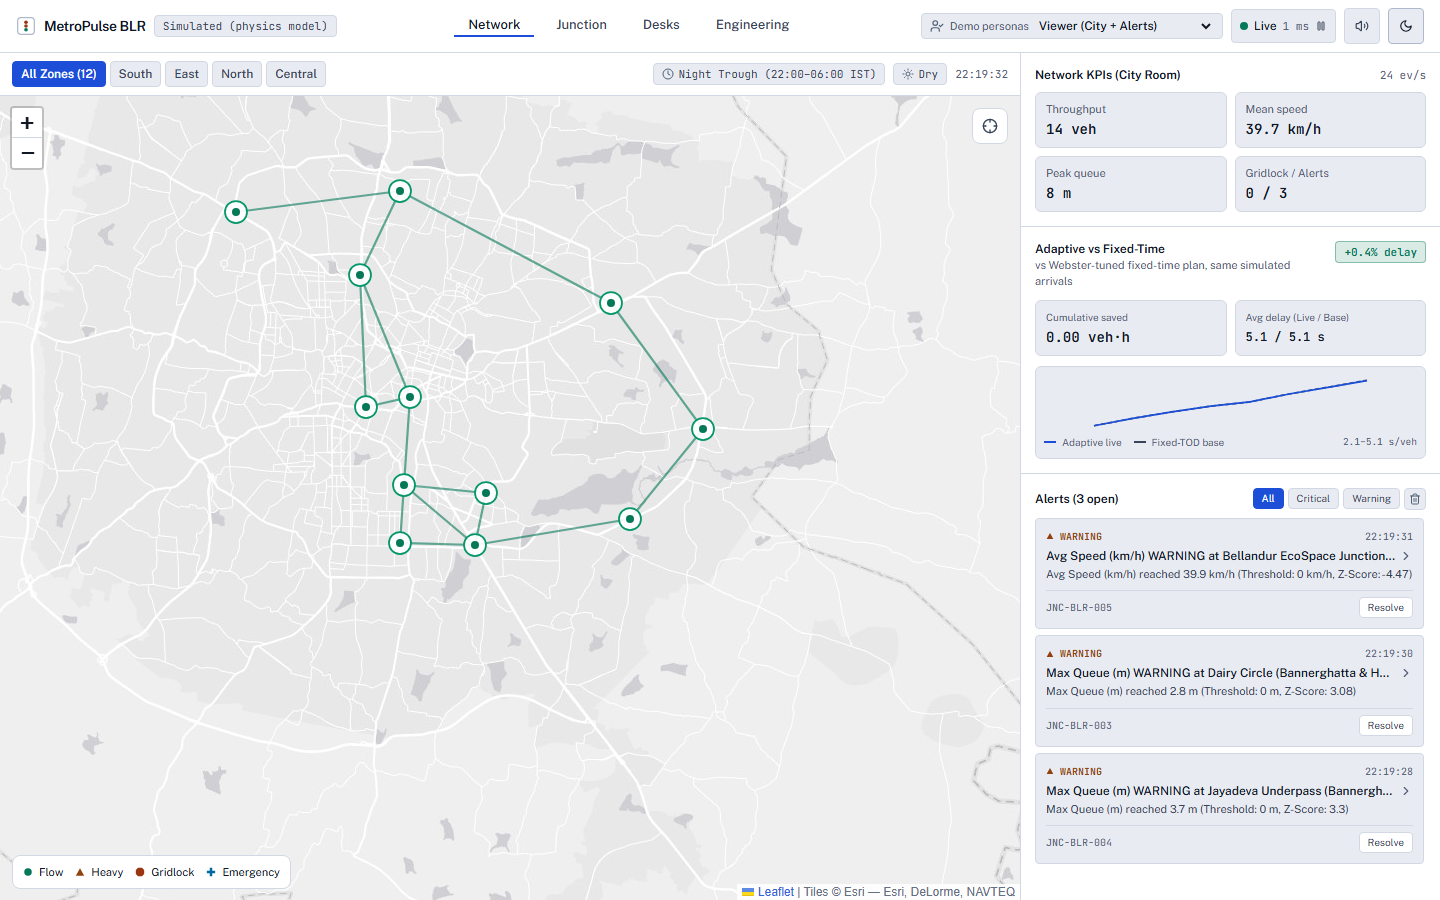 MetroPulse BLR
Simulated (physics model)
Network
Junction
Desks
Engineering
Demo personas
Viewer (City + Alerts)
Live 1 ms
All Zones (12)
South
East
North
Central
Night Trough (22:00–06:00 IST)
Dry
22:19:32
+
−
Flow
Heavy
Gridlock
Emergency
Leaflet | Tiles © Esri — Esri, DeLorme, NAVTEQ
Network KPIs (City Room)
24 ev/s
Throughput
14 veh
Mean speed
39.7 km/h
Peak queue
8 m
Gridlock / Alerts
0 / 3
Adaptive vs Fixed-Time
+0.4% delay
vs Webster-tuned fixed-time plan, same simulated
arrivals
Cumulative saved
0.00 veh·h
Avg delay (Live / Base)
5.1 / 5.1 s
Adaptive live
Fixed-TOD base
2.1–5.1 s/veh
Alerts (3 open)
All
Critical
Warning
WARNING
22:19:31
Avg Speed (km/h) WARNING at Bellandur EcoSpace Junction...
Avg Speed (km/h) reached 39.9 km/h (Threshold: 0 km/h, Z-Score: -4.47)
JNC-BLR-005
Resolve
WARNING
22:19:30
Max Queue (m) WARNING at Dairy Circle (Bannerghatta & H...
Max Queue (m) reached 2.8 m (Threshold: 0 m, Z-Score: 3.08)
JNC-BLR-003
Resolve
WARNING
22:19:28
Max Queue (m) WARNING at Jayadeva Underpass (Bannergh...
Max Queue (m) reached 3.7 m (Threshold: 0 m, Z-Score: 3.3)
JNC-BLR-004
Resolve